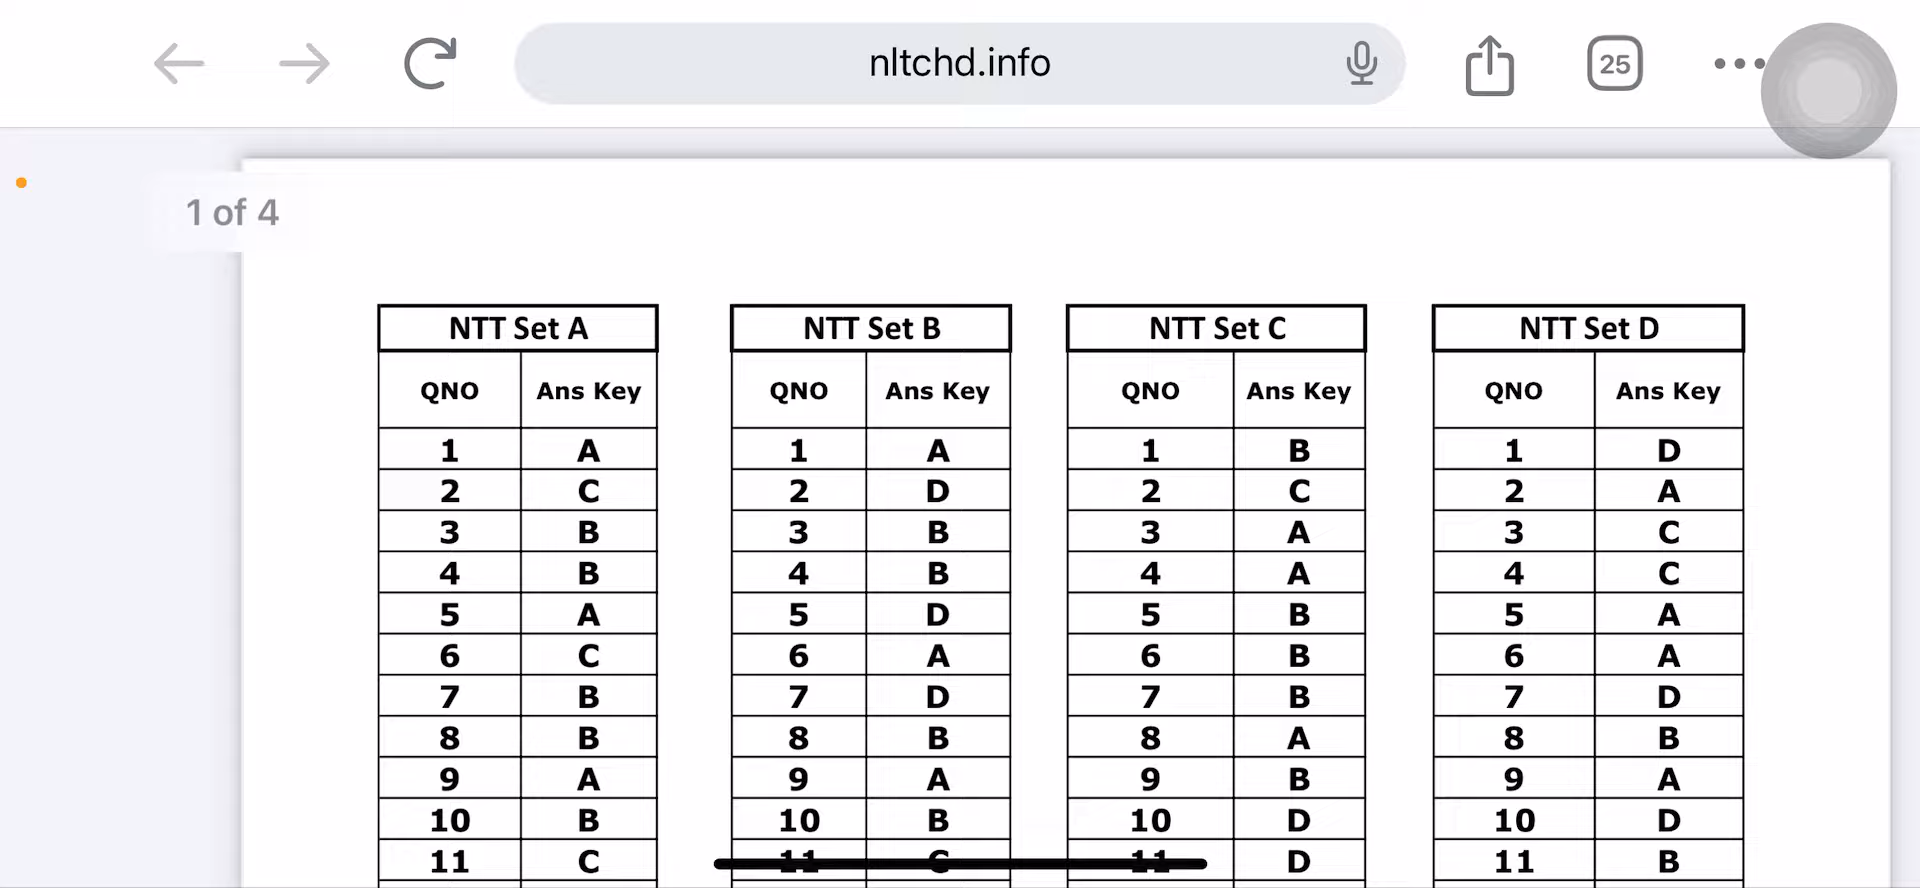 nltchd.info
25
1 of 4
NTT Set A NTT Set B NTT Set C NTT Set D
QNO Ans Key QNO Ans Key QNO Ans Key QNO Ans Key
1 A 1 A 1 B 1 D
2 C 2 D 2 C 2 A
3 B 3 B 3 A 3 C
4 B 4 B 4 A 4 C
5 A 5 D 5 B 5 A
6 C 6 A 6 B 6 A
7 B 7 D 7 B 7 D
8 B 8 B 8 A 8 B
9 A 9 A 9 B 9 A
10 B 10 B 10 D 10 D
11 C 11 C 11 D 11 B